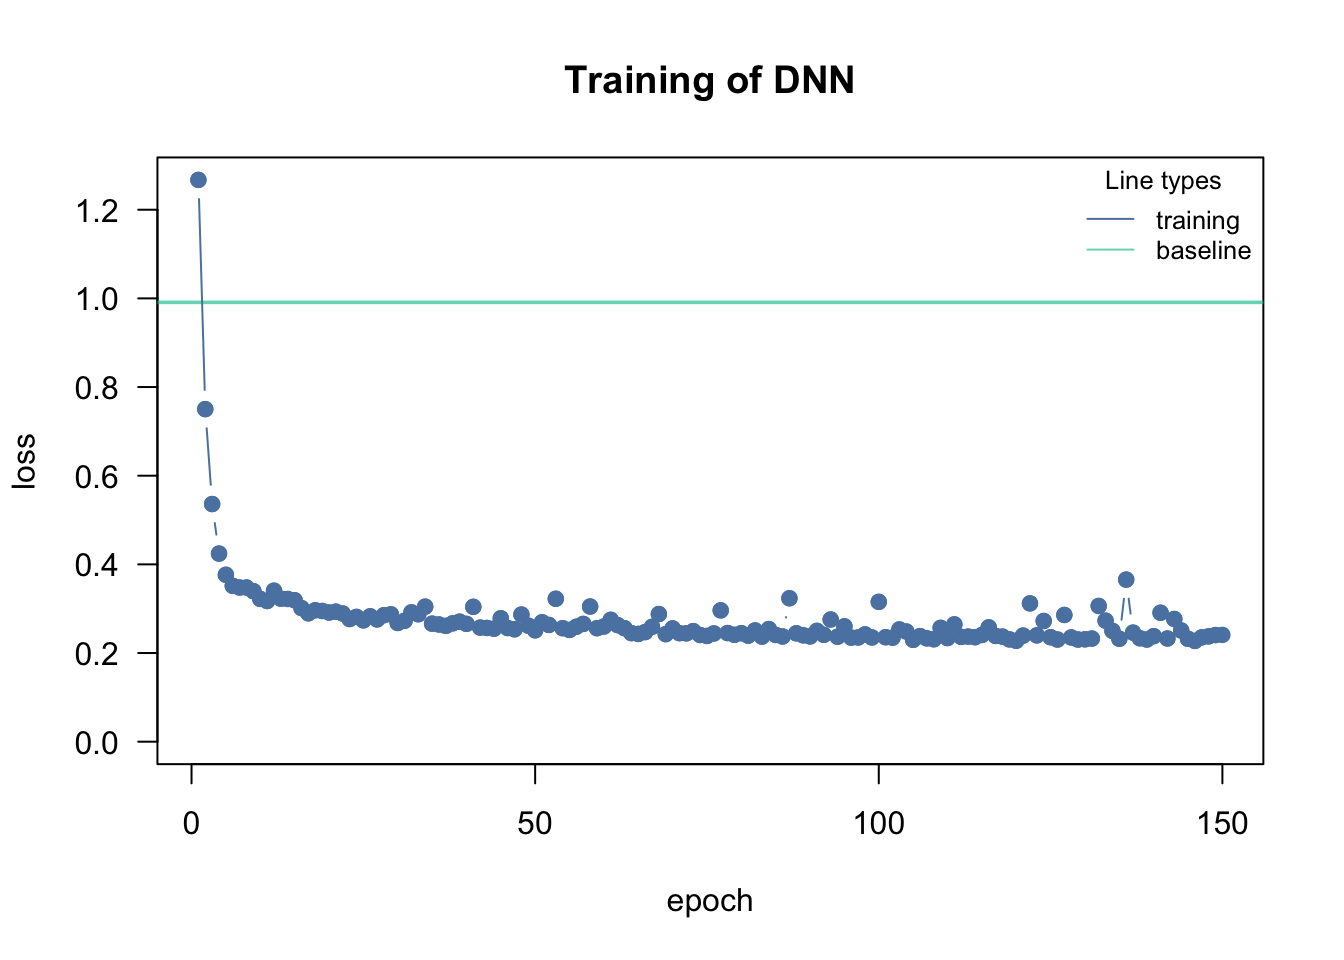 Training of DNN
Line types
training
baseline
1.2
1.0
0.8
0.6
0.4
0.2
0.0
loss
0 50 100 150
epoch